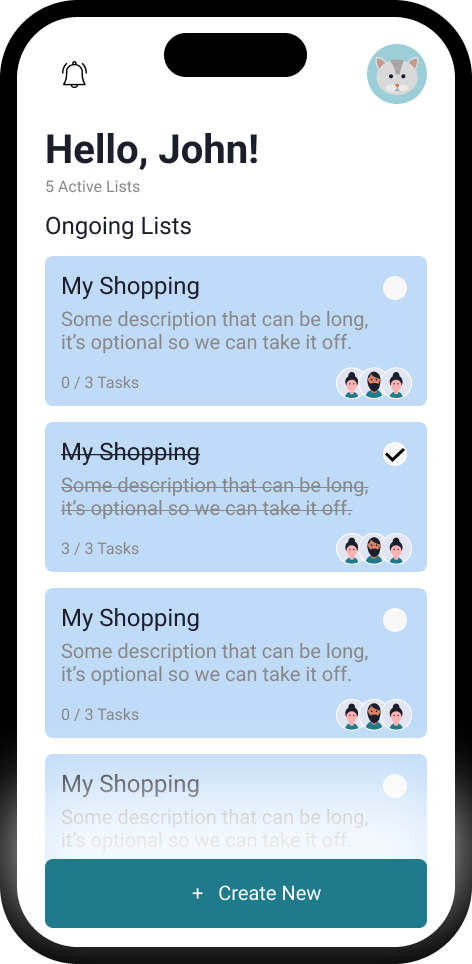 Hello, John!
5 Active Lists
Ongoing Lists
My Shopping
Some description that can be long,
it’s optional so we can take it off.
0 / 3 Tasks
My Shopping
Some description that can be long,
it’s optional so we can take it off.
3 / 3 Tasks
My Shopping
Some description that can be long,
it’s optional so we can take it off.
0 / 3 Tasks
My Shopping
Some description that can be long,
it’s optional so we can take it off.
+ Create New